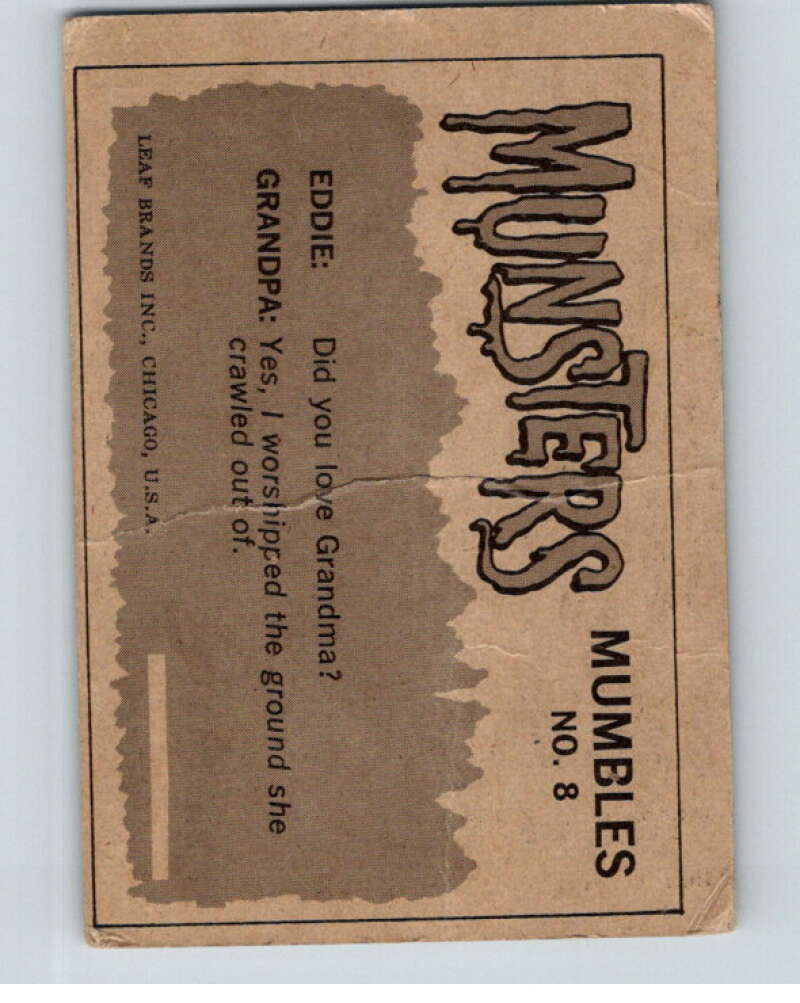 MUNSTERS MUMBLES
NO. 8
EDDIE: Did you love Grandma?
GRANDPA: Yes, I worshipped the ground she
crawled out of.
LEAF BRANDS INC., CHICAGO, U.S.A.